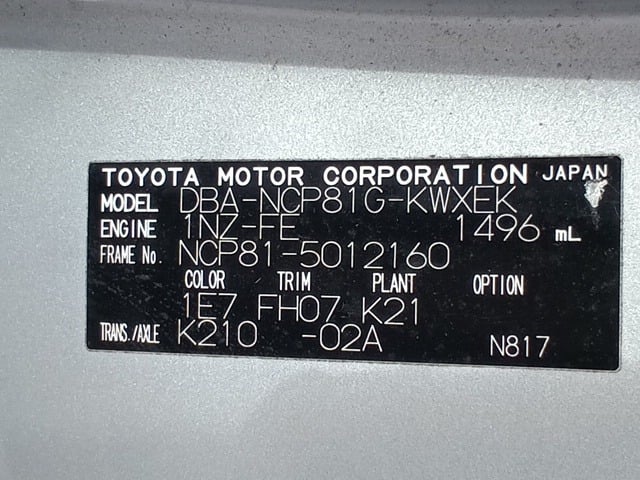 TOYOTA MOTOR CORPORATION JAPAN
MODEL DBA-NCP81G-KWXEK
ENGINE 1NZ-FE 1496 mL
FRAME No. NCP81-5012160
COLOR TRIM PLANT OPTION
1E7 FH07 K21
TRANS./AXLE K210 -02A N817